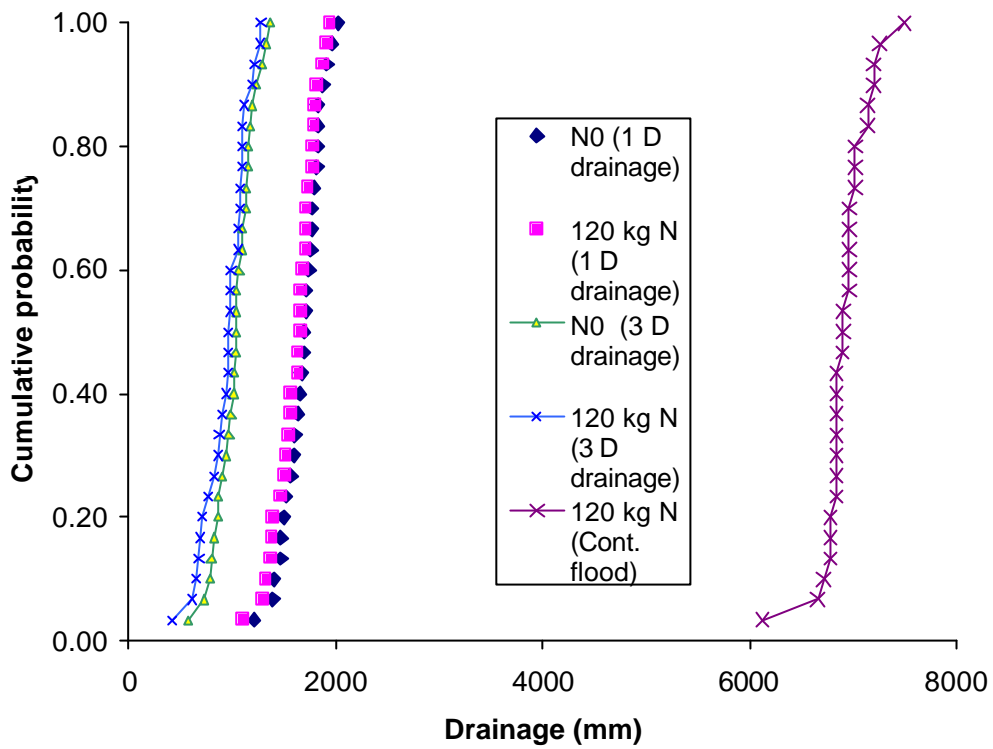 1.00
0.80
0.60
0.40
0.20
0.00
Cumulative probability
0
2000
4000
6000
8000
Drainage (mm)
N0 (1 D
drainage)
120 kg N
(1 D
drainage)
N0 (3 D
drainage)
120 kg N
(3 D
drainage)
120 kg N
(Cont.
flood)